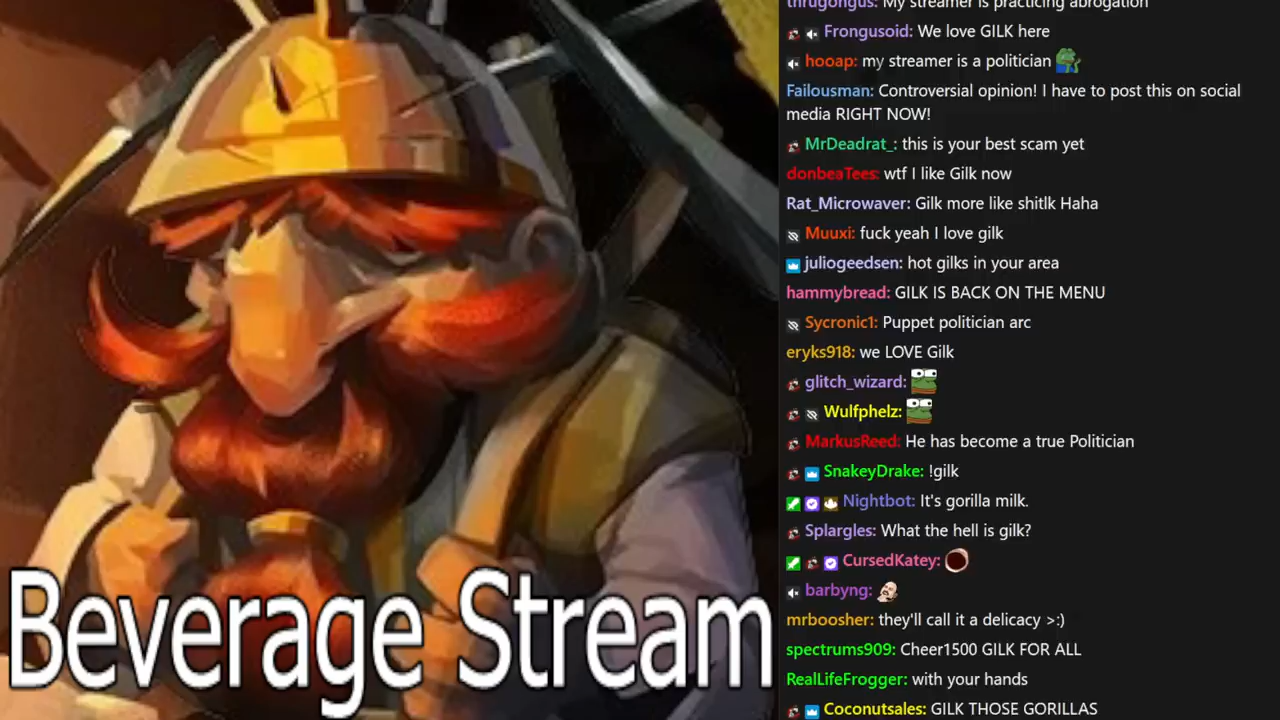 thrugongus: My streamer is practicing abrogation
Frongusoid: We love GILK here
hooap: my streamer is a politician
Failousman: Controversial opinion! I have to post this on social
media RIGHT NOW!
MrDeadrat_: this is your best scam yet
donbeaTees: wtf I like Gilk now
Rat_Microwaver: Gilk more like shitlk Haha
Muuxi: fuck yeah I love gilk
juliogeedsen: hot gilks in your area
hammybread: GILK IS BACK ON THE MENU
Sycronic1: Puppet politician arc
eryks918: we LOVE Gilk
glitch_wizard:
Wulfphelz:
MarkusReed: He has become a true Politician
SnakeyDrake: !gilk
Nightbot: It's gorilla milk.
Splargles: What the hell is gilk?
CursedKatey:
barbyng:
mrboosher: they'll call it a delicacy >:)
spectrums909: Cheer1500 GILK FOR ALL
RealLifeFrogger: with your hands
Coconutsales: GILK THOSE GORILLAS
Beverage Stream